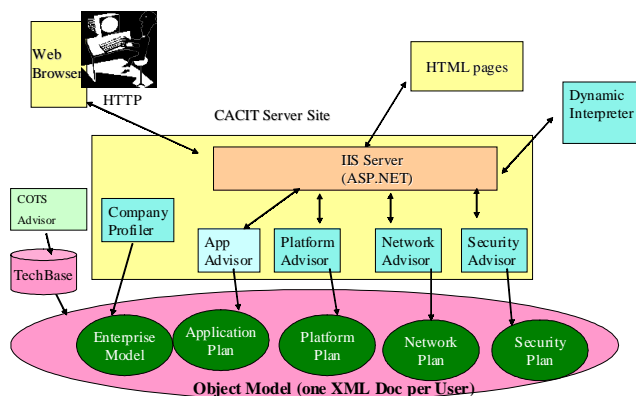 Web
Browser
HTTP
HTML pages
Dynamic
Interpreter
CACIT Server Site
IIS Server
(ASP.NET)
COTS
Advisor
Company
Profiler
App
Advisor
Platform
Advisor
Network
Advisor
Security
Advisor
TechBase
Enterprise
Model
Application
Plan
Platform
Plan
Network
Plan
Security
Plan
Object Model (one XML Doc per User)